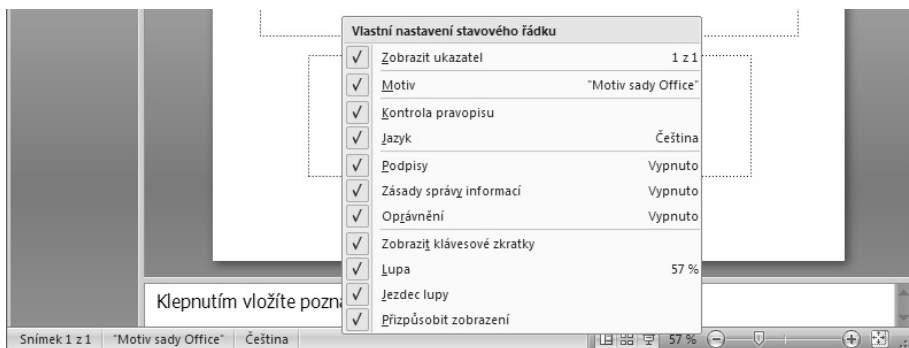 Vlastní nastavení stavového řádku
Zobrazit ukazatel 1 z 1
Motiv "Motiv sady Office"
Kontrola pravopisu
Jazyk Čeština
Podpisy Vypnuto
Zásady správy informací Vypnuto
Oprávnění Vypnuto
Zobrazit klávesové zkratky
Lupa 57 %
Jezdec lupy
Přizpůsobit zobrazení
Klepnutím vložíte
Snímek 1 z 1 "Motiv sady Office" Čeština 57 %